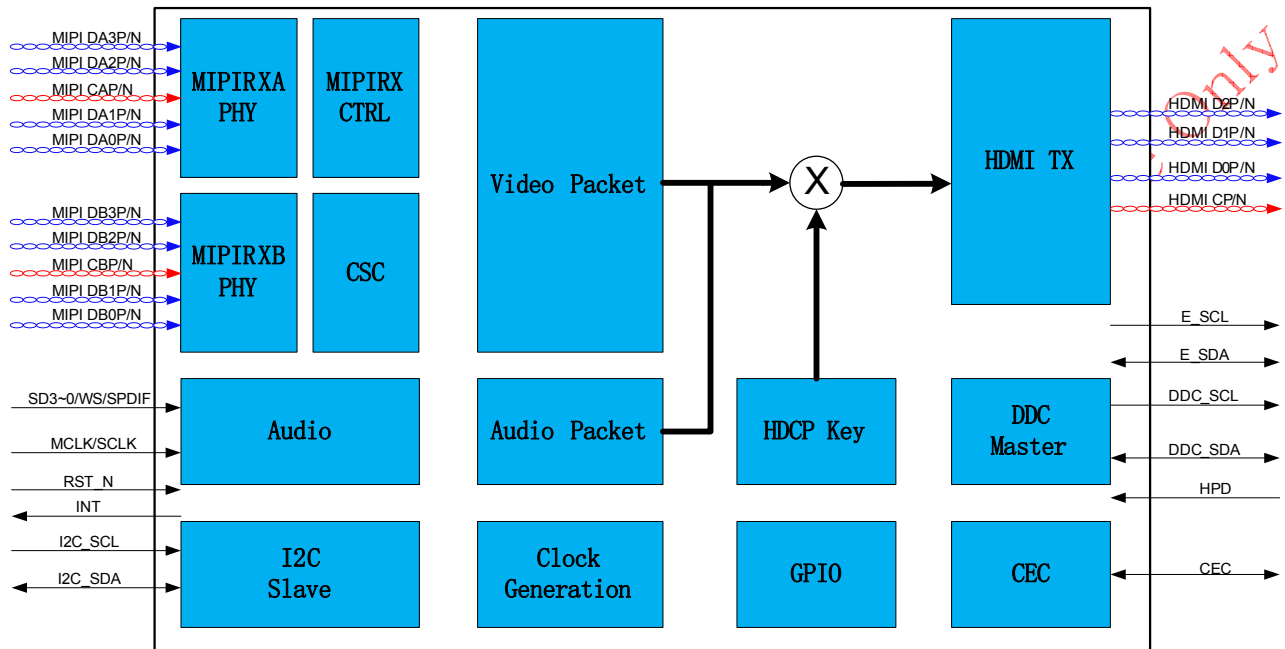 MIPI DA3P/N
MIPI DA2P/N
MIPI CAP/N
MIPI DA1P/N
MIPI DA0P/N
MIPIRXA
PHY
MIPIRX
CTRL
MIPI DB3P/N
MIPI DB2P/N
MIPI CBP/N
MIPI DB1P/N
MIPI DB0P/N
MIPIRXB
PHY
CSC
Video Packet
X
HDMI TX
Only
HDMI D2P/N
HDMI D1P/N
HDMI D0P/N
HDMI CP/N
E_SCL
E_SDA
SD3~0/WS/SPDIF
MCLK/SCLK
RST_N
INT
Audio
Audio Packet
HDCP Key
DDC
Master
DDC_SCL
DDC_SDA
HPD
I2C_SCL
I2C_SDA
I2C
Slave
Clock
Generation
GPIO
CEC
CEC